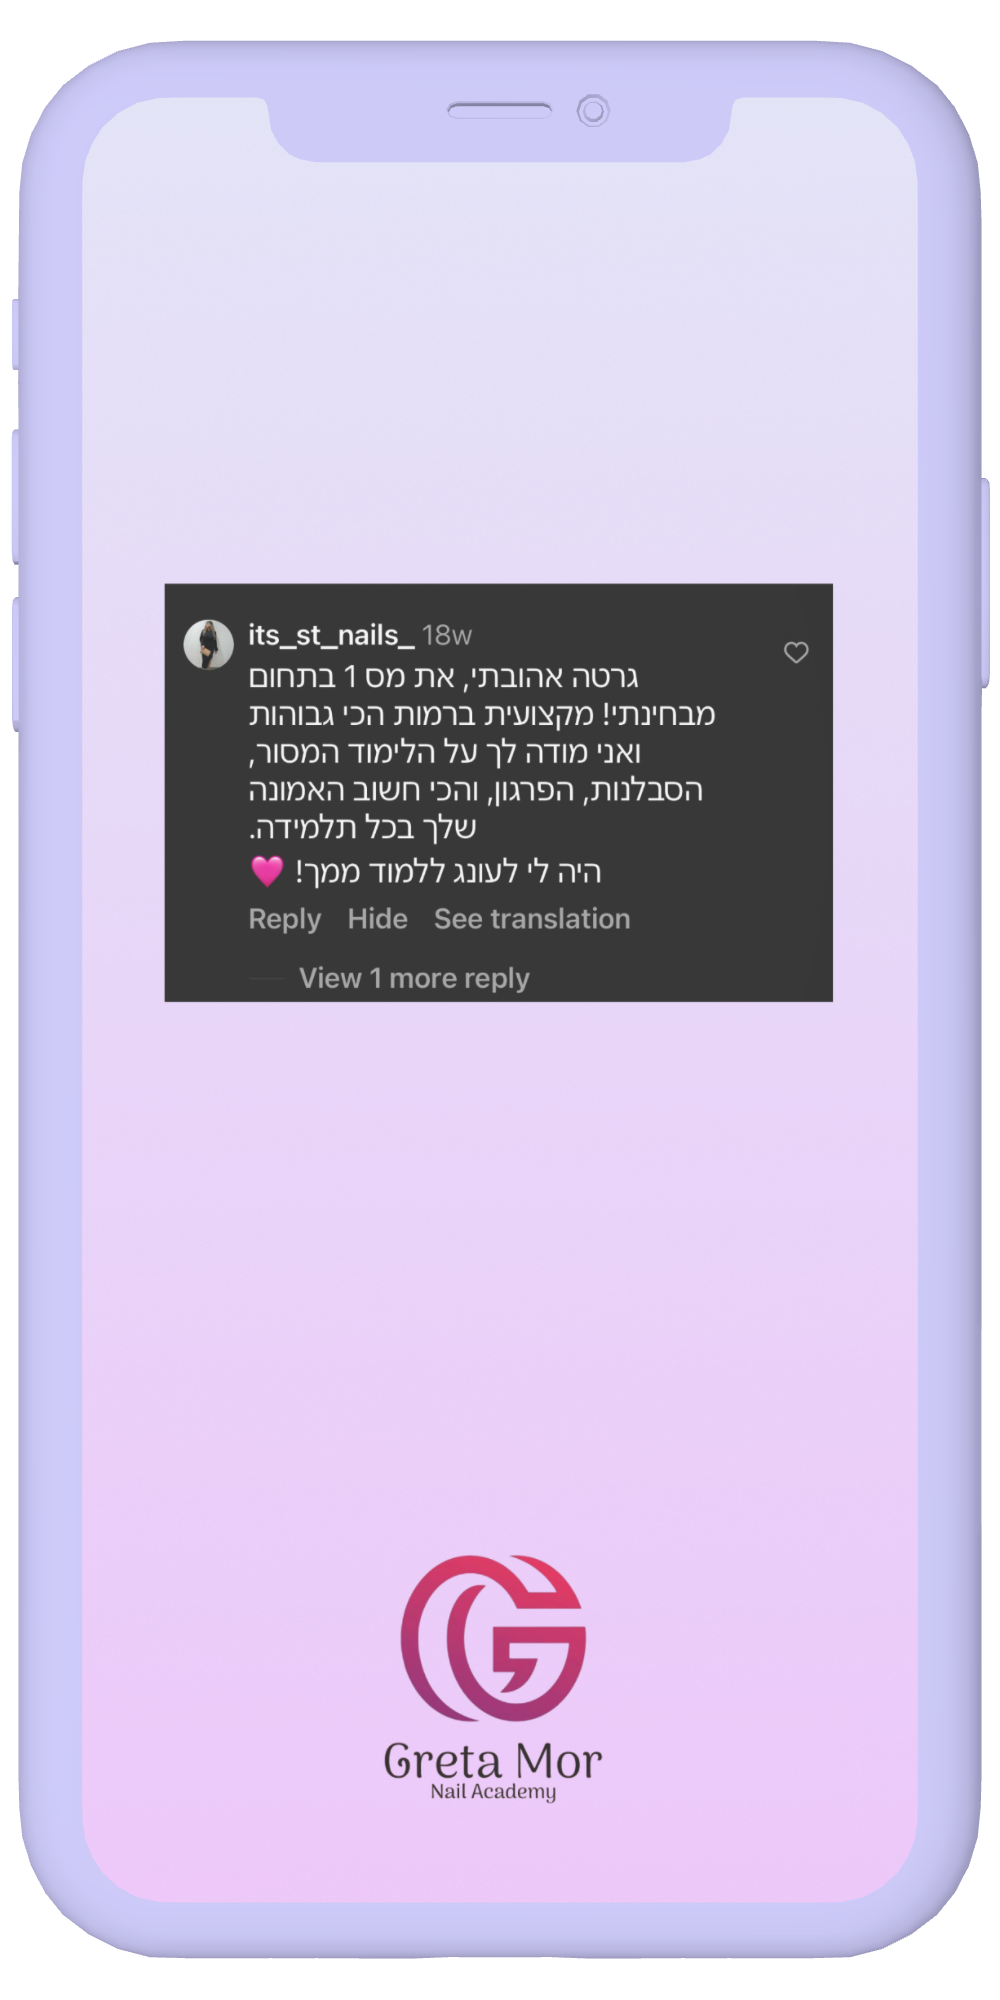 its_st_nails_ 18w
גרטה אהובתי, את מס 1 בתחום
מבחינתי! מקצועית ברמות הכי גבוהות
ואני מודה לך על הלימוד המסור,
הסבלנות, הפרגון, והכי חשוב האמונה
שלך בכל תלמידה.
היה לי לעונג ללמוד ממך! 🩷
Reply Hide See translation
View 1 more reply
Greta Mor
Nail Academy